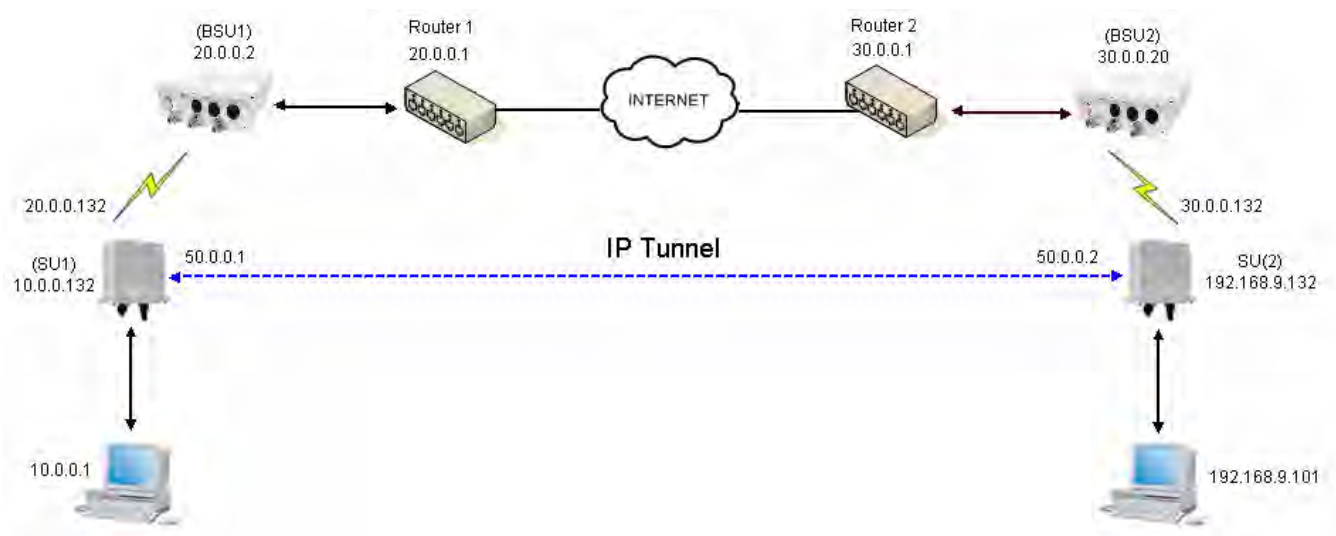 (BSU1)
20.0.0.2
Router 1
20.0.0.1
INTERNET
Router 2
30.0.0.1
(BSU2)
30.0.0.20
20.0.0.132
30.0.0.132
(SU1)
10.0.0.132
50.0.0.1
IP Tunnel
50.0.0.2
SU(2)
192.168.9.132
10.0.0.1
192.168.9.101